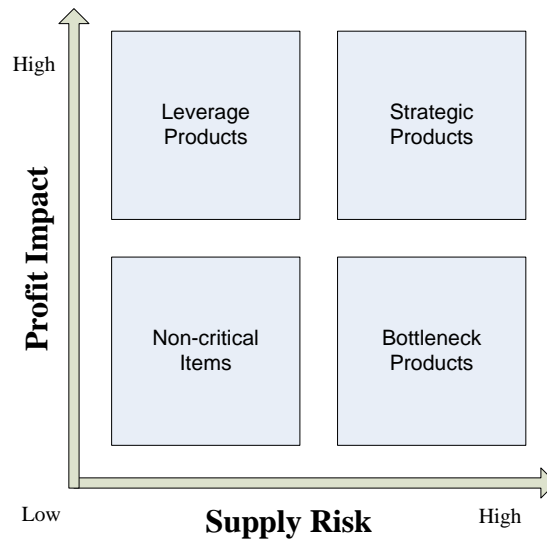 High
Leverage
Products
Strategic
Products
Profit Impact
Non-critical
Items
Bottleneck
Products
Low
Supply Risk
High